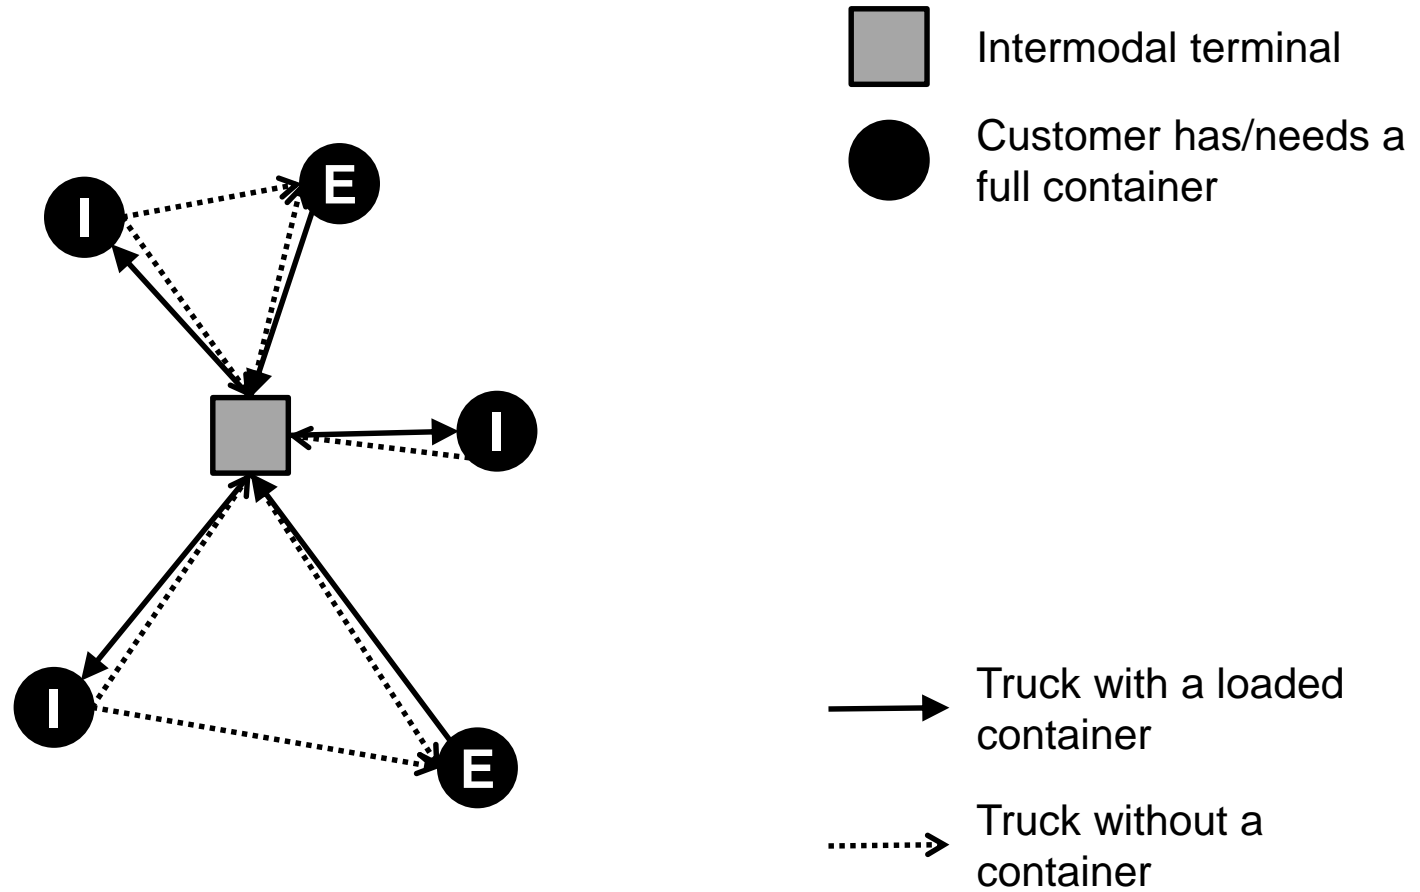 Intermodal terminal
Customer has/needs a
full container
E
I
I
I
E
Truck with a loaded
container
Truck without a
container